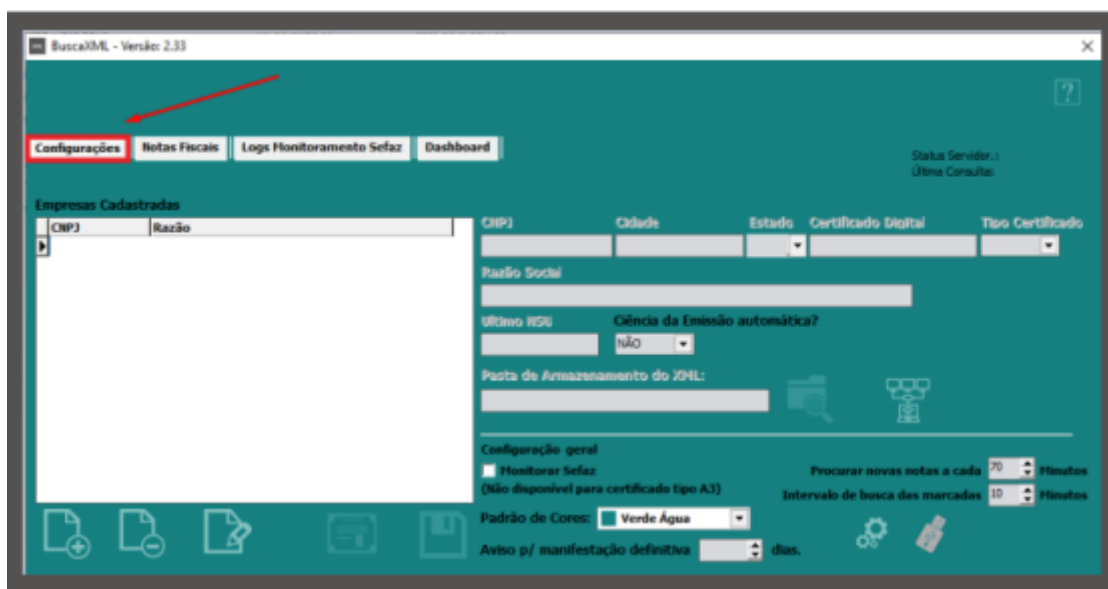 BuscaXML - Versão: 2.33
?
Configurações Notas Fiscais Logs Monitoramento Sefaz Dashboard
Status Servidor.:
Última Consulta:
Empresas Cadastradas
CNPJ Razão
CNPJ Cidade Estado Certificado Digital Tipo Certificado
Razão Social
Ultimo NSU Ciência da Emissão automática?
NÃO
Pasta de Armazenamento do XML:
Configuração geral
Monitorar Sefaz
Procurar novas notas a cada 70 Minutos
(Não disponível para certificado tipo A3)
Intervalo de busca das marcadas 10 Minutos
Padrão de Cores: Verde Água
Aviso p/ manifestação definitiva dias.